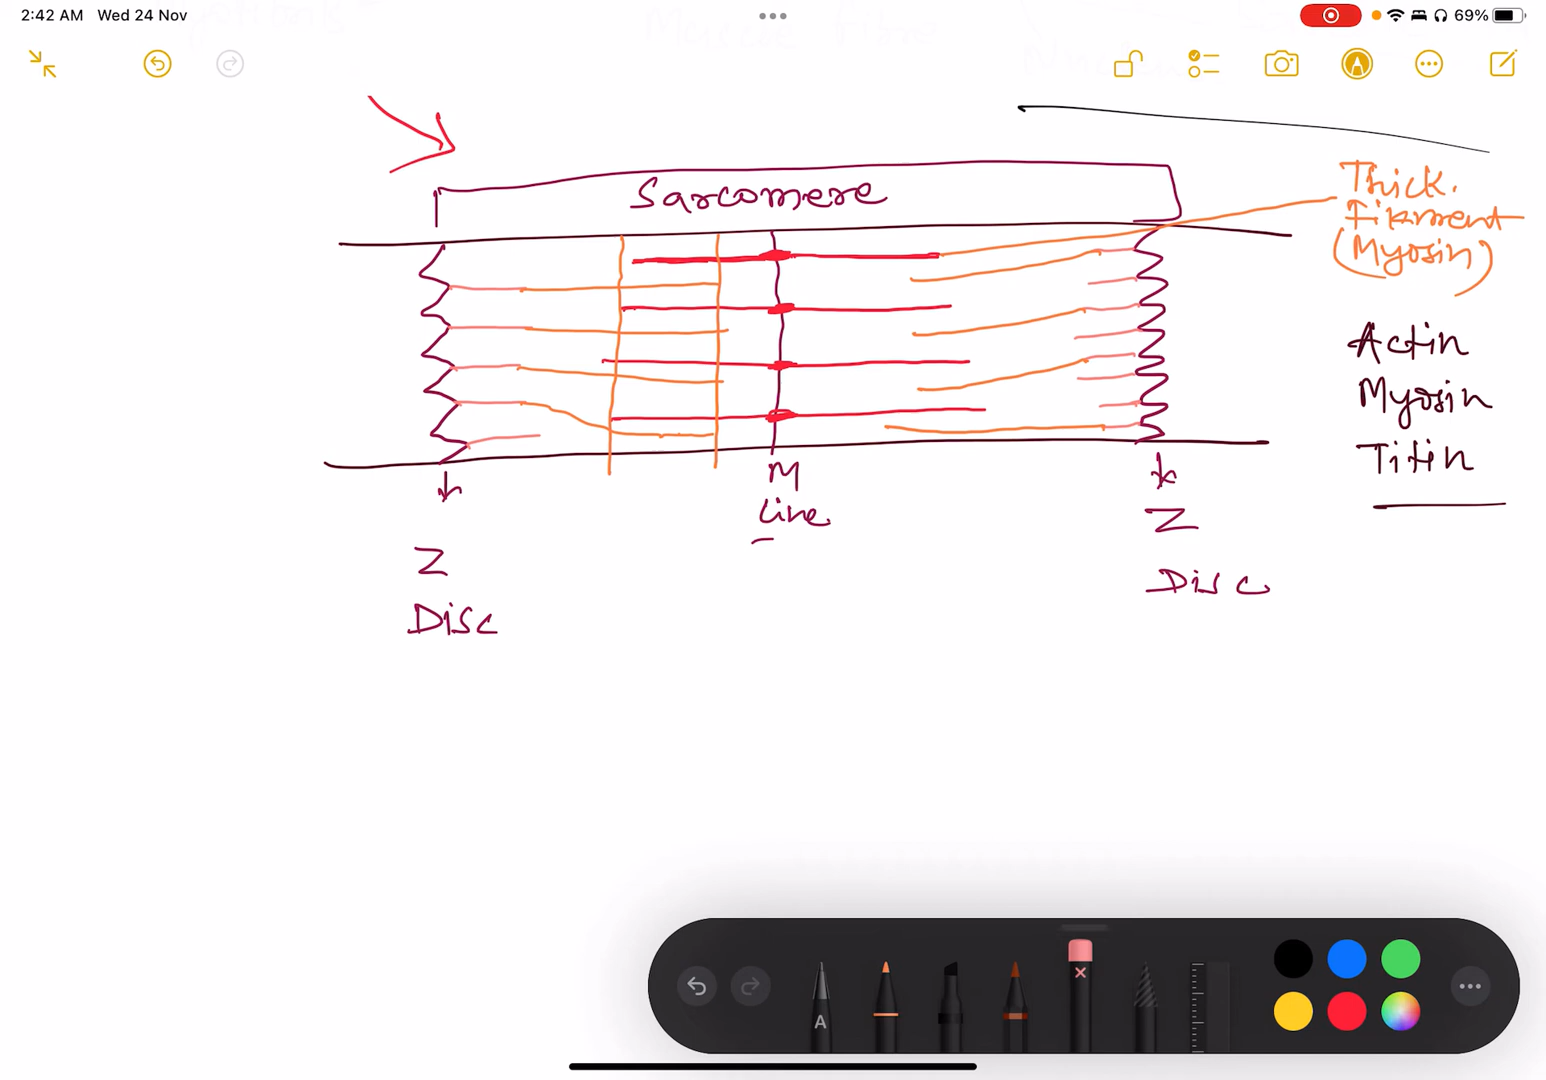 2:42 AM Wed 24 Nov
69%
Sarcomere
Thick.
Filament
(Myosin)
Actin
Myosin
Titin
M
Line
Z
Disc
Z
Disc
A